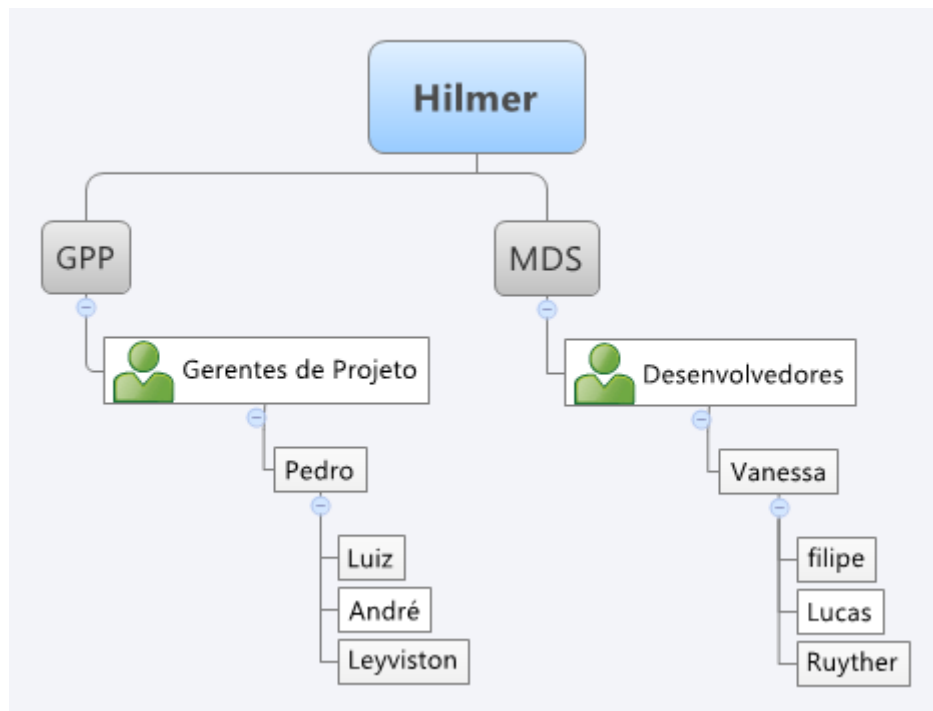 Hilmer
GPP
MDS
Gerentes de Projeto
Desenvolvedores
Pedro
Vanessa
Luiz
André
Leyviston
filipe
Lucas
Ruyther